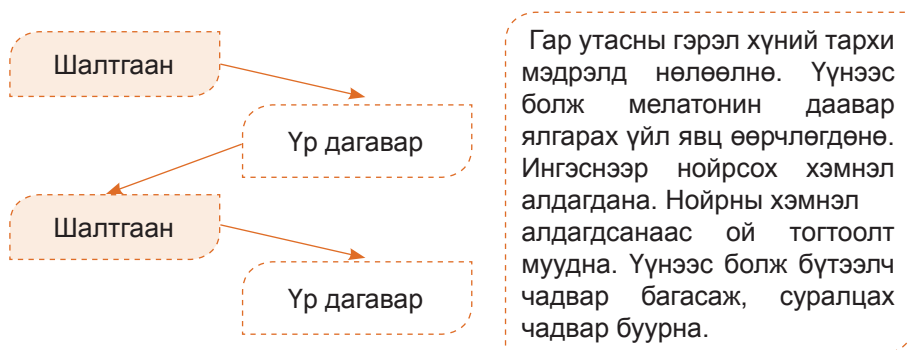 Шалтгаан
Үр дагавар
Шалтгаан
Үр дагавар
Гар утасны гэрэл хүний тархи
мэдрэлд нөлөөлнө. Үүнээс
болж мелатонин даавар
ялгарах үйл явц өөрчлөгдөнө.
Ингэснээр нойрсох хэмнэл
алдагдана. Нойрны хэмнэл
алдагдсанаас ой тогтоолт
муудна. Үүнээс болж бүтээлч
чадвар багасаж, суралцах
чадвар буурна.